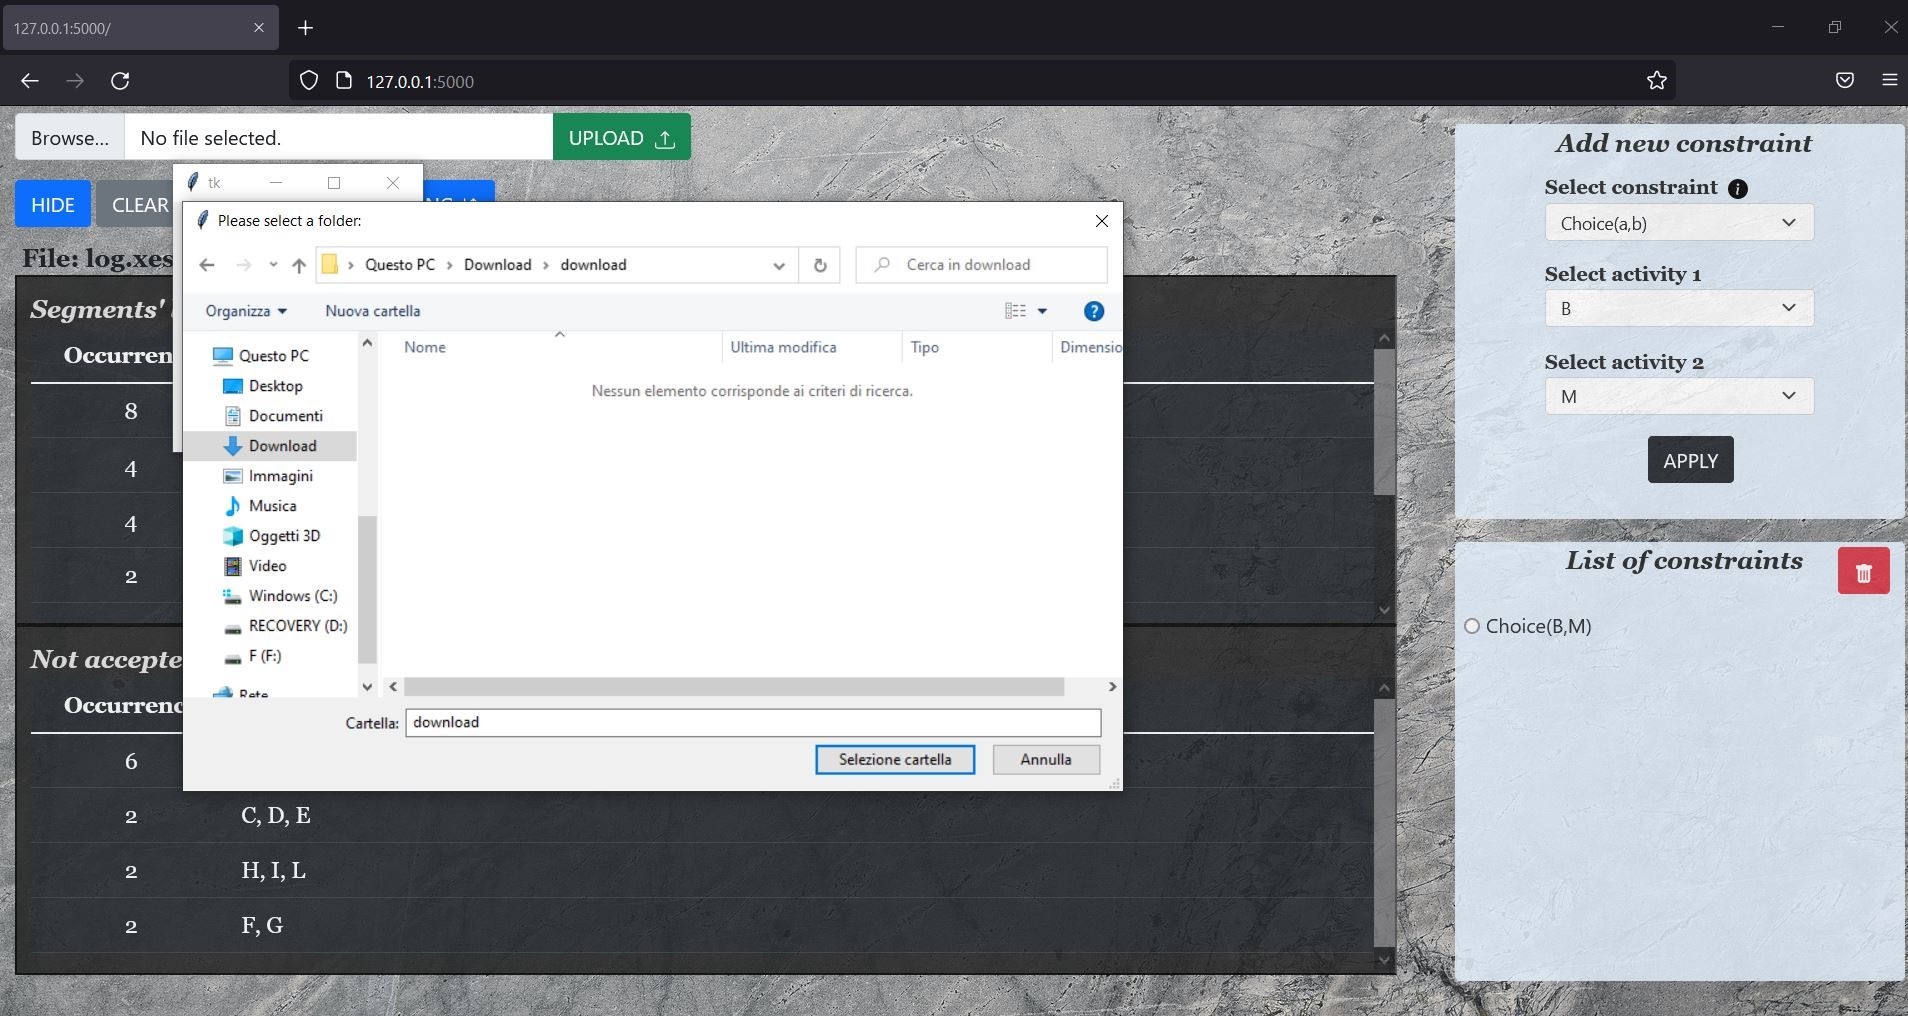 127.0.0.1:5000/
127.0.0.1:5000
Browse... No file selected. UPLOAD
tk
HIDE CLEAR
File: log.xes
Segments'
Occurren
8
4
4
2
Not accepte
Occurrenc
6
2 C, D, E
2 H, I, L
2 F, G
Please select a folder:
Questo PC › Download › download
Cerca in download
Organizza Nuova cartella
Questo PC
Desktop
Documenti
Download
Immagini
Musica
Oggetti 3D
Video
Windows (C:)
RECOVERY (D:)
F (F:)
Rete
Nome Ultima modifica Tipo Dimensio
Nessun elemento corrisponde ai criteri di ricerca.
Cartella: download
Selezione cartella Annulla
Add new constraint
Select constraint
Choice(a,b)
Select activity 1
B
Select activity 2
M
APPLY
List of constraints
Choice(B,M)